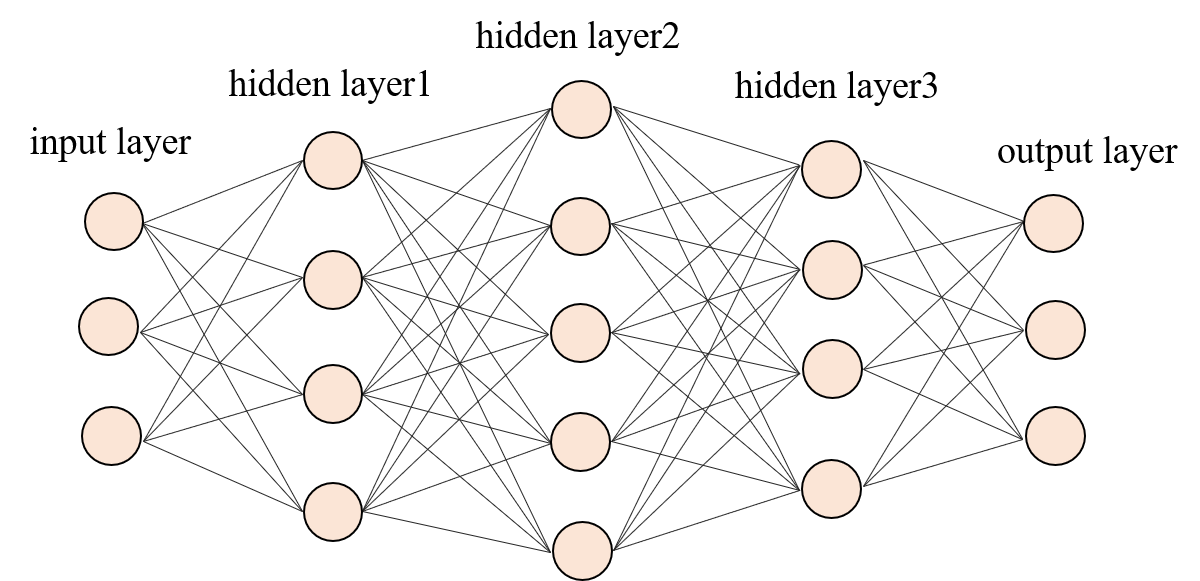 input layer
hidden layer1
hidden layer2
hidden layer3
output layer